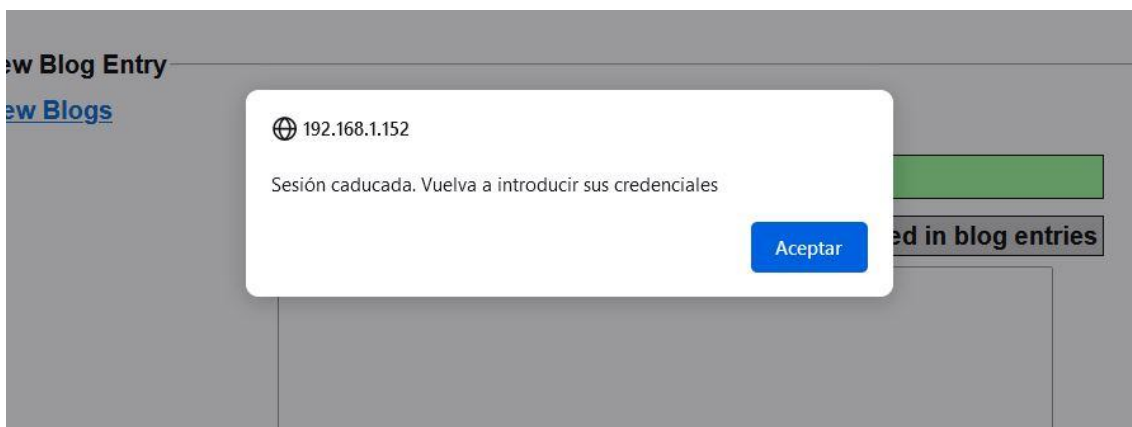 ew Blog Entry
ew Blogs
192.168.1.152
Sesión caducada. Vuelva a introducir sus credenciales
Aceptar
ed in blog entries